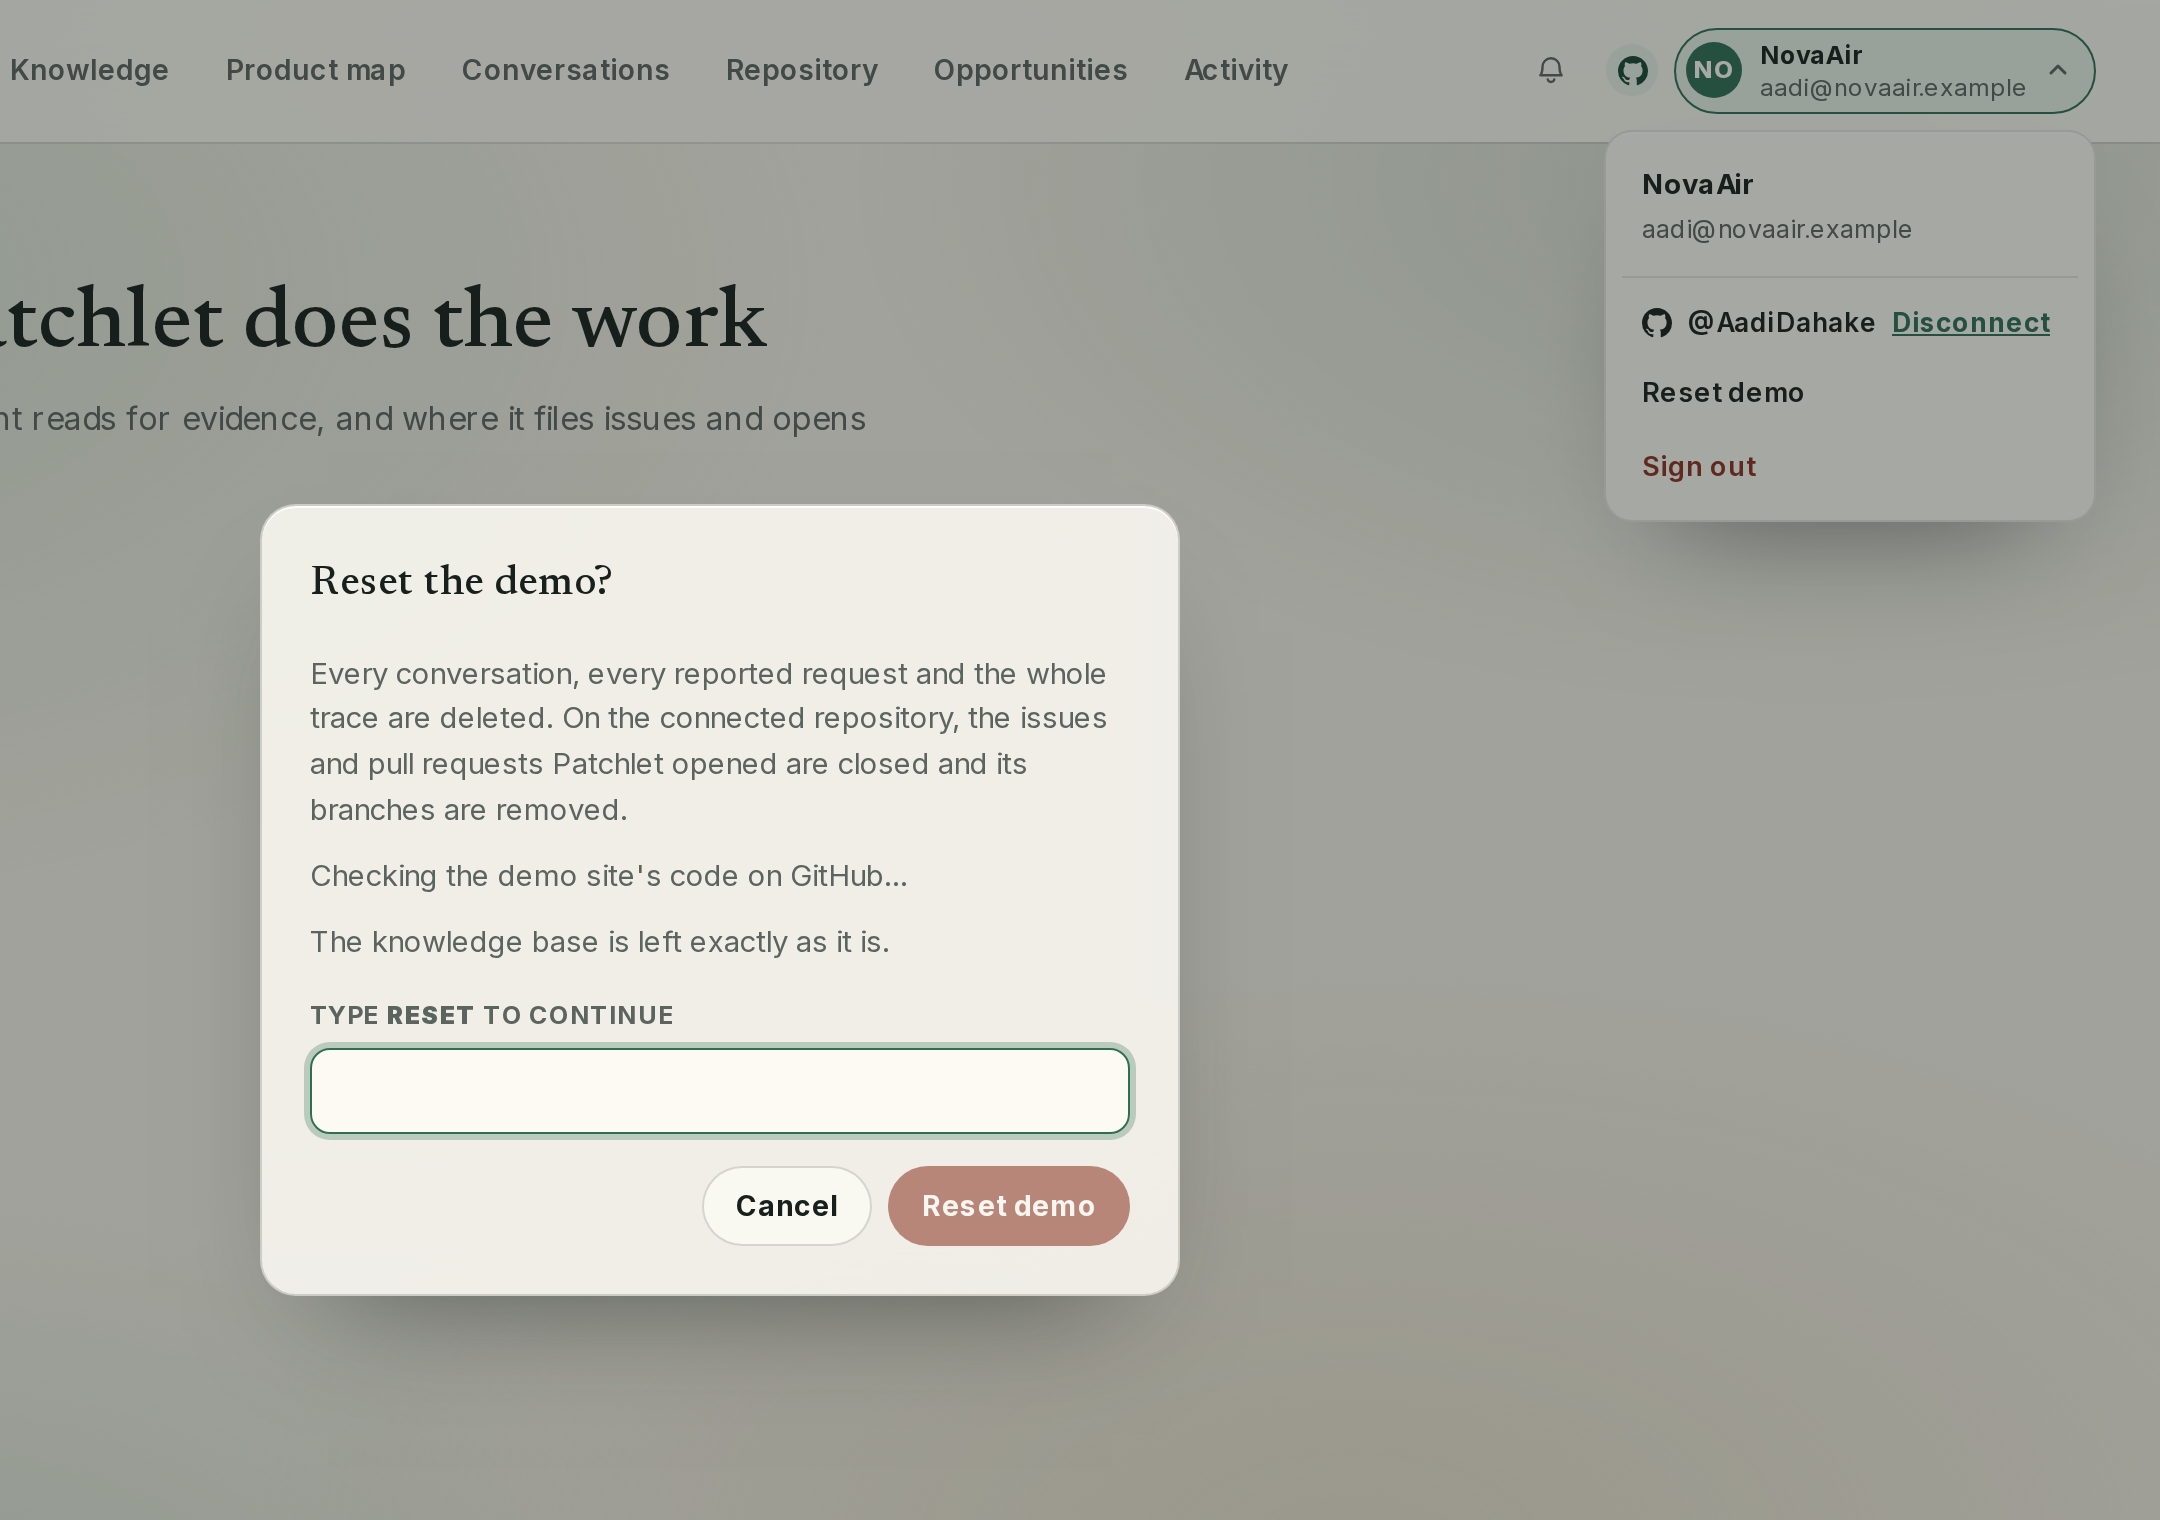 Knowledge Product map Conversations Repository Opportunities Activity
NO NovaAir
aadi@novaair.example
NovaAir
aadi@novaair.example
@AadiDahake Disconnect
Reset demo
Sign out
tchlet does the work
nt reads for evidence, and where it files issues and opens
Reset the demo?
Every conversation, every reported request and the whole
trace are deleted. On the connected repository, the issues
and pull requests Patchlet opened are closed and its
branches are removed.
Checking the demo site's code on GitHub...
The knowledge base is left exactly as it is.
TYPE RESET TO CONTINUE
Cancel Reset demo